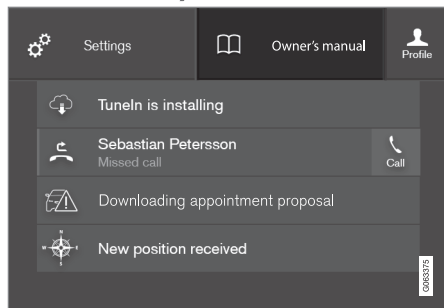 Settings
Owner's manual
Profile
TuneIn is installing
Sebastian Petersson
Missed call
Call
Downloading appointment proposal
New position received
G063375